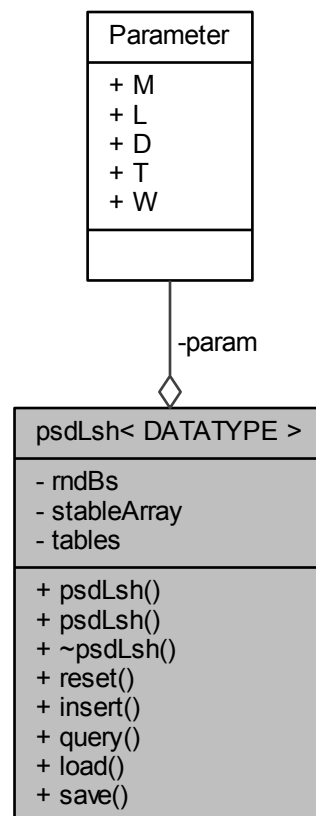 Parameter
+ M
+ L
+ D
+ T
+ W
-param
psdLsh< DATATYPE >
- rndBs
- stableArray
- tables
+ psdLsh()
+ psdLsh()
+ ~psdLsh()
+ reset()
+ insert()
+ query()
+ load()
+ save()